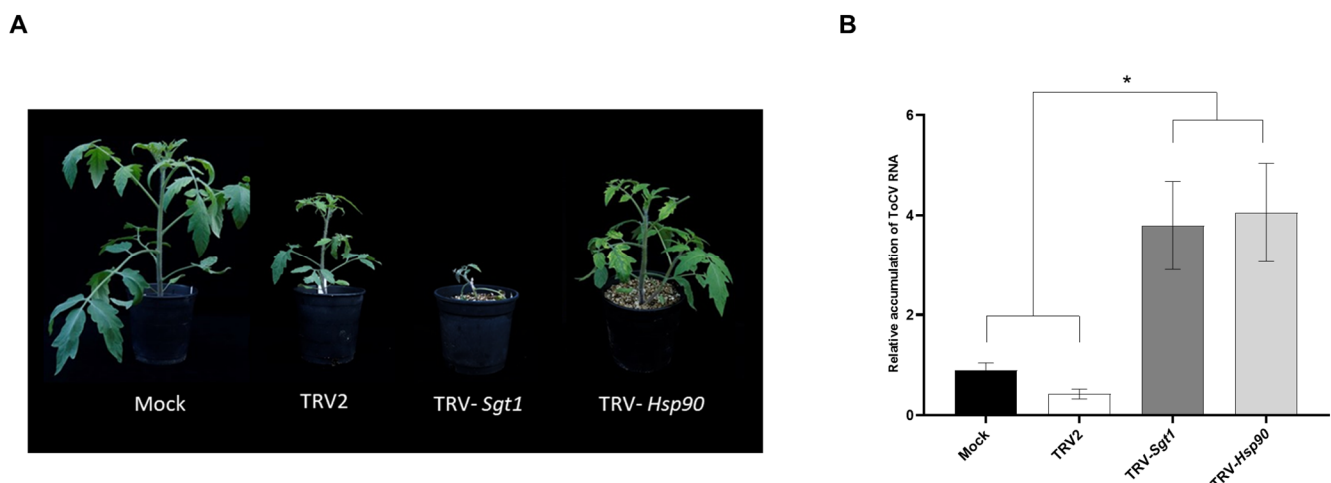 A
B
Mock
TRV2
TRV- Sgt1
TRV- Hsp90
*
Relative accumulation of ToCV RNA
6
4
2
0
Mock
TRV2
TRV-Sgt1
TRV-Hsp90